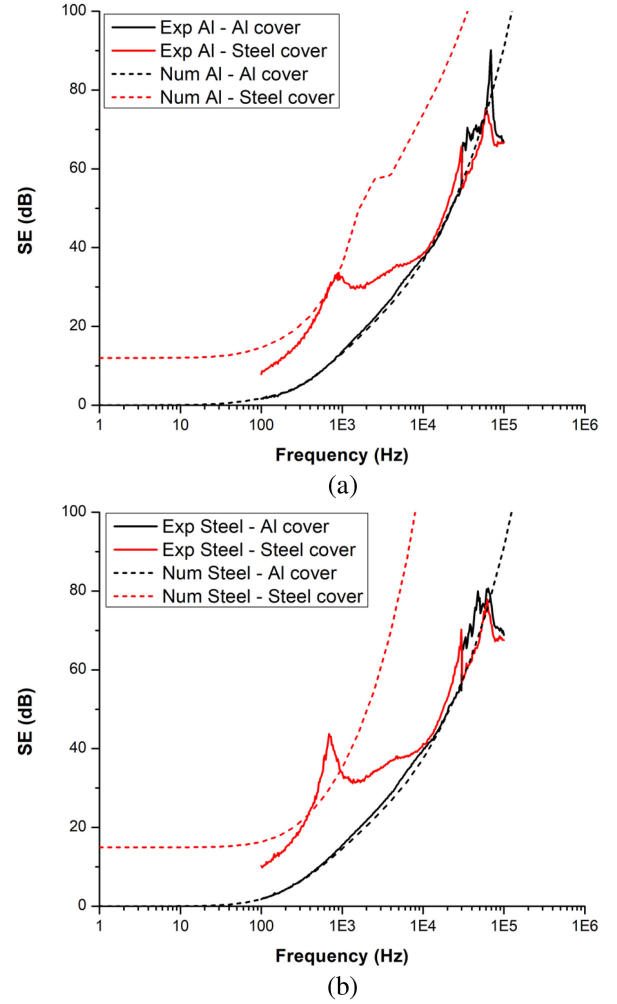 100
80
60
40
20
0
SE (dB)
Exp Al - Al cover
Exp Al - Steel cover
Num Al - Al cover
Num Al - Steel cover
1 10 100 1E3 1E4 1E5 1E6
Frequency (Hz)
(a)
100
80
60
40
20
0
SE (dB)
Exp Steel - Al cover
Exp Steel - Steel cover
Num Steel - Al cover
Num Steel - Steel cover
1 10 100 1E3 1E4 1E5 1E6
Frequency (Hz)
(b)